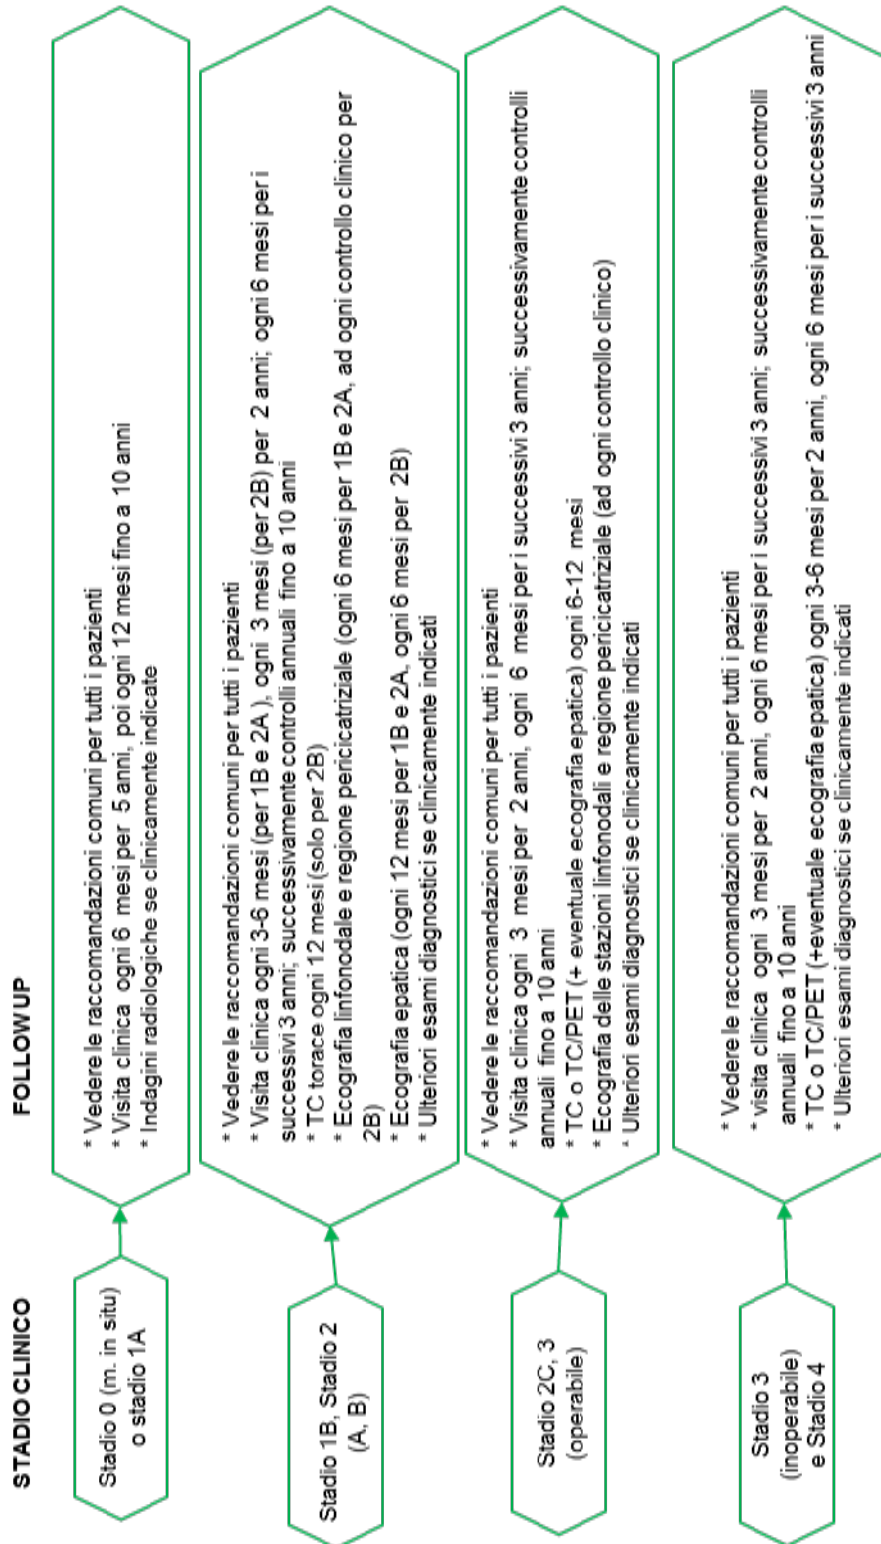 STADIO CLINICO
FOLLOW UP
Stadio 0 (m. in situ)
o stadio 1A
* Vedere le raccomandazioni comuni per tutti i pazienti
* Visita clinica ogni 6 mesi per 5 anni, poi ogni 12 mesi fino a 10 anni
* Indagini radiologiche se clinicamente indicate
Stadio 1B, Stadio 2
(A, B)
* Vedere le raccomandazioni comuni per tutti i pazienti
* Visita clinica ogni 3-6 mesi (per 1B e 2A ), ogni 3 mesi (per 2B) per 2 anni; ogni 6 mesi per i
successivi 3 anni; successivamente controlli annuali fino a 10 anni
* TC torace ogni 12 mesi (solo per 2B)
* Ecografia linfonodale e regione pericicatriziale (ogni 6 mesi per 1B e 2A, ad ogni controllo clinico per
2B)
* Ecografia epatica (ogni 12 mesi per 1B e 2A, ogni 6 mesi per 2B)
* Ulteriori esami diagnostici se clinicamente indicati
Stadio 2C, 3
(operabile)
* Vedere le raccomandazioni comuni per tutti i pazienti
* Visita clinica ogni 3 mesi per 2 anni, ogni 6 mesi per i successivi 3 anni; successivamente controlli
annuali fino a 10 anni
* TC o TC/PET (+ eventuale ecografia epatica) ogni 6-12 mesi
* Ecografia delle stazioni linfonodali e regione pericicatriziale (ad ogni controllo clinico)
* Ulteriori esami diagnostici se clinicamente indicati
Stadio 3
(inoperabile)
e Stadio 4
* Vedere le raccomandazioni comuni per tutti i pazienti
* visita clinica ogni 3 mesi per 2 anni, ogni 6 mesi per i successivi 3 anni; successivamente controlli
annuali fino a 10 anni
* TC o TC/PET (+eventuale ecografia epatica) ogni 3-6 mesi per 2 anni, ogni 6 mesi per i successivi 3 anni
* Ulteriori esami diagnostici se clinicamente indicati